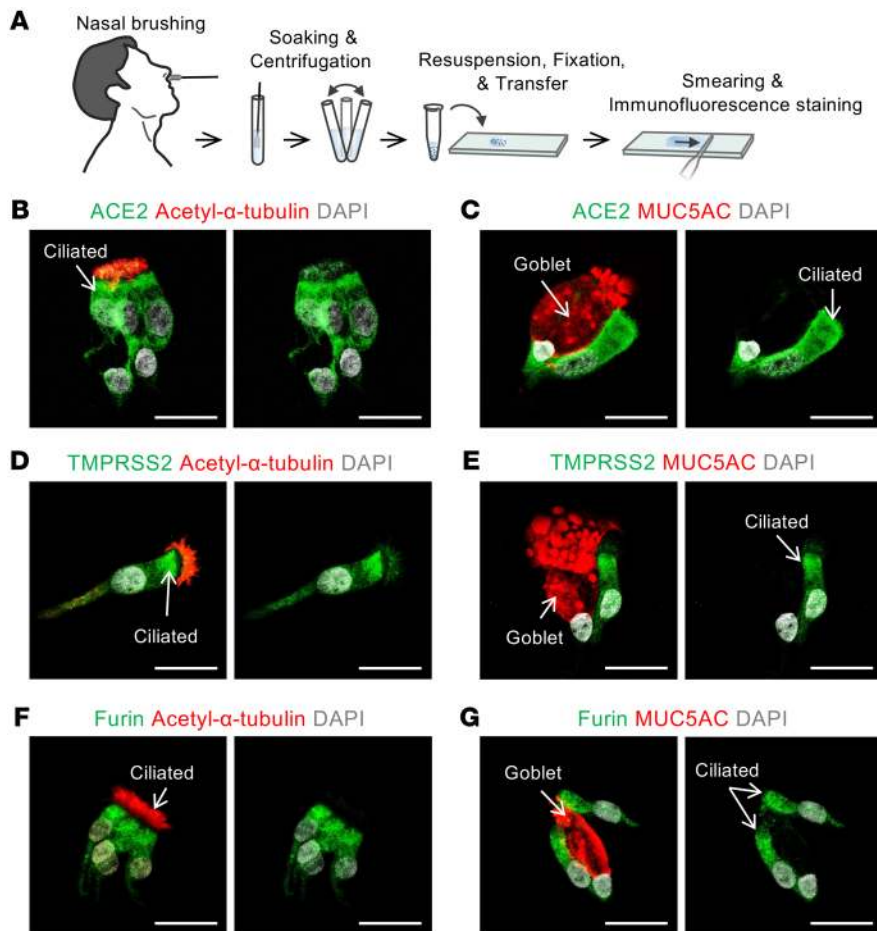 A
Nasal brushing
Soaking &
Centrifugation
Resuspension, Fixation,
& Transfer
Smearing &
Immunofluorescence staining
B
ACE2 Acetyl-α-tubulin DAPI
Ciliated
C
ACE2 MUC5AC DAPI
Goblet
Ciliated
D
TMPRSS2 Acetyl-α-tubulin DAPI
Ciliated
E
TMPRSS2 MUC5AC DAPI
Goblet
Ciliated
F
Furin Acetyl-α-tubulin DAPI
Ciliated
G
Furin MUC5AC DAPI
Goblet
Ciliated